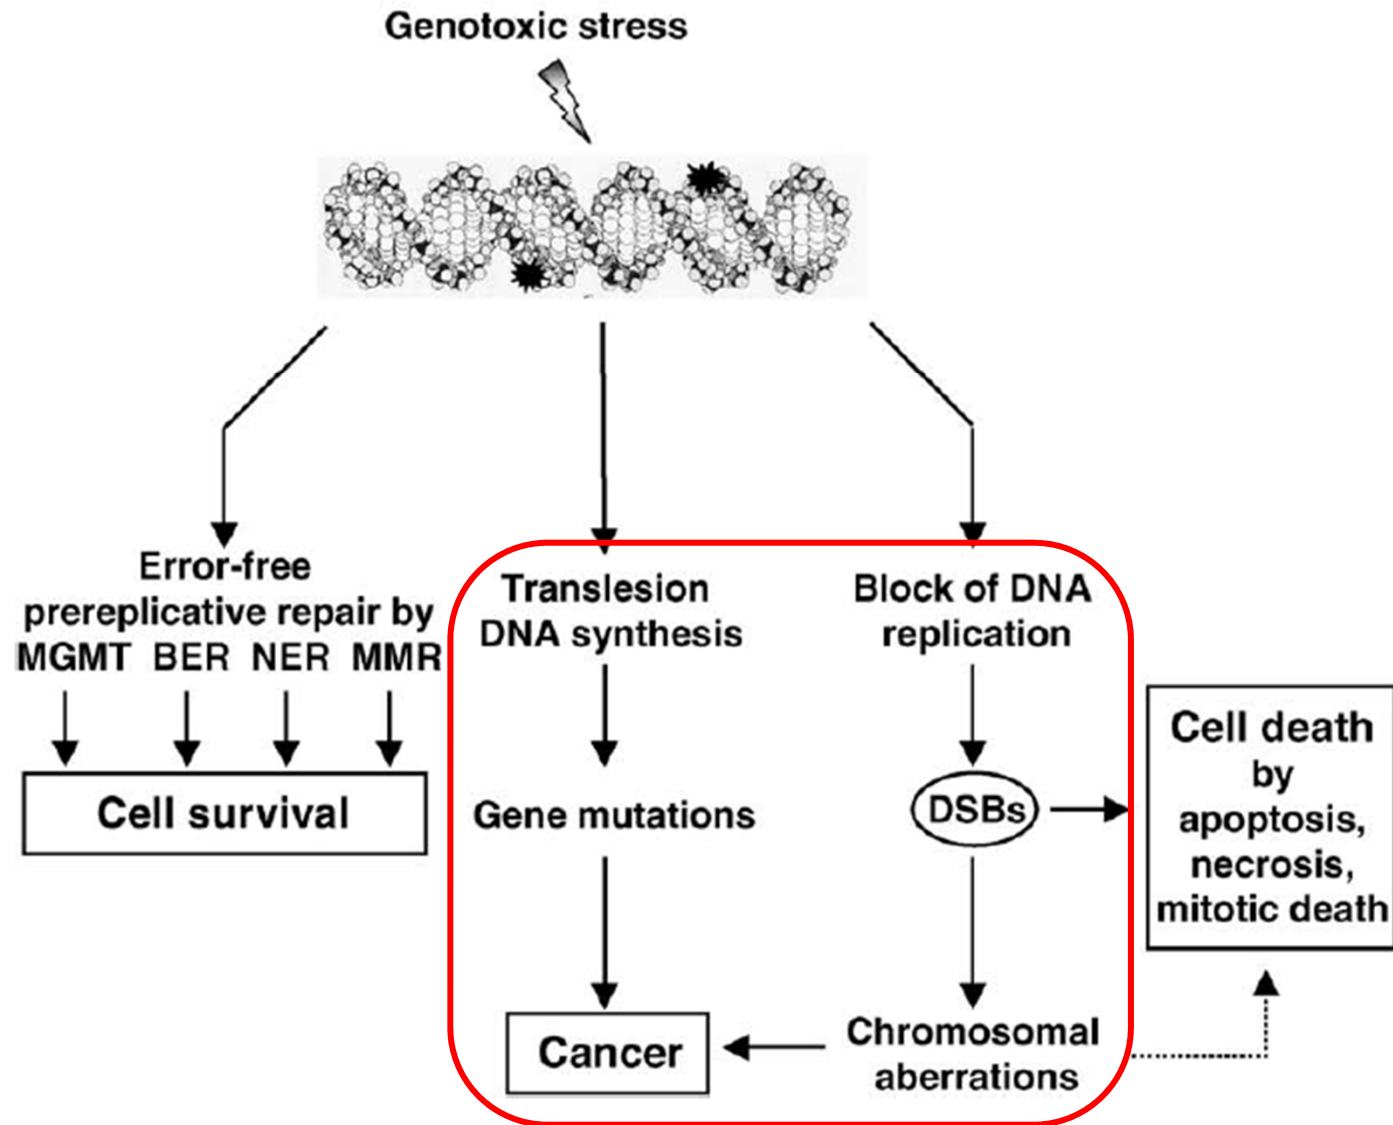 Genotoxic stress
Error-free
prereplicative repair by
MGMT BER NER MMR
Cell survival
Translesion
DNA synthesis
Gene mutations
Cancer
Block of DNA
replication
DSBs
Chromosomal
aberrations
Cell death
by
apoptosis,
necrosis,
mitotic death